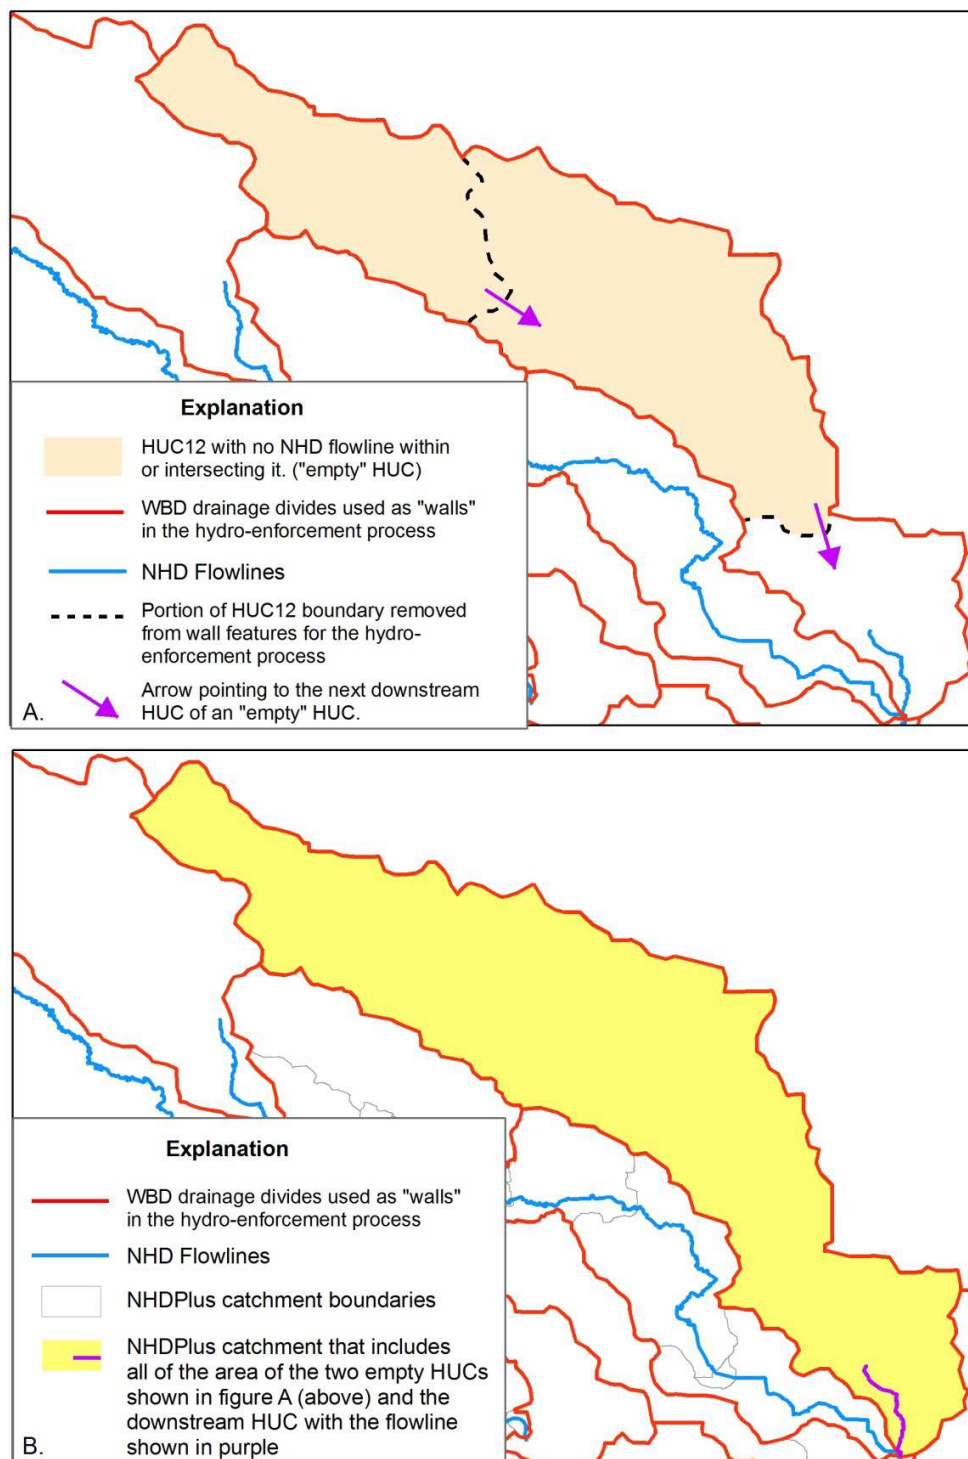 Explanation
HUC12 with no NHD flowline within
or intersecting it. ("empty" HUC)
WBD drainage divides used as "walls"
in the hydro-enforcement process
NHD Flowlines
Portion of HUC12 boundary removed
from wall features for the hydro-
enforcement process
Arrow pointing to the next downstream
HUC of an "empty" HUC.
A.
Explanation
WBD drainage divides used as "walls"
in the hydro-enforcement process
NHD Flowlines
NHDPlus catchment boundaries
NHDPlus catchment that includes
all of the area of the two empty HUCs
shown in figure A (above) and the
downstream HUC with the flowline
shown in purple
B.